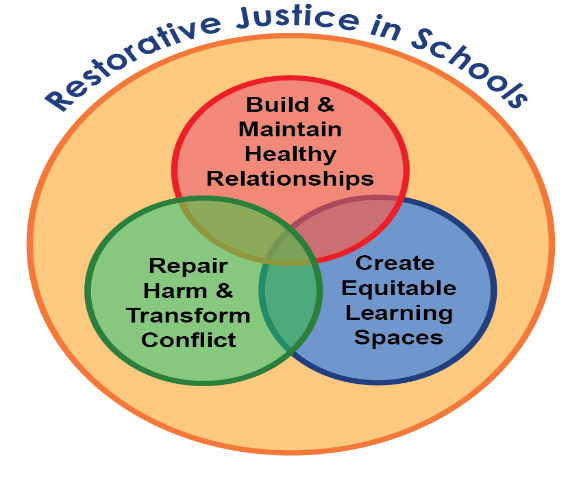 Restorative Justice in Schools
Build &
Maintain
Healthy
Relationships
Repair
Harm &
Transform
Conflict
Create
Equitable
Learning
Spaces